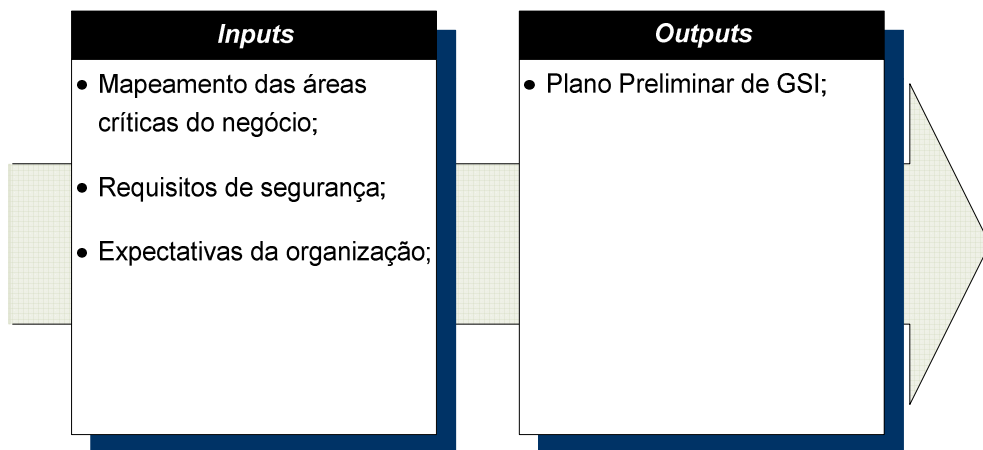 Inputs
• Mapeamento das áreas
críticas do negócio;
• Requisitos de segurança;
• Expectativas da organização;
Outputs
• Plano Preliminar de GSI;